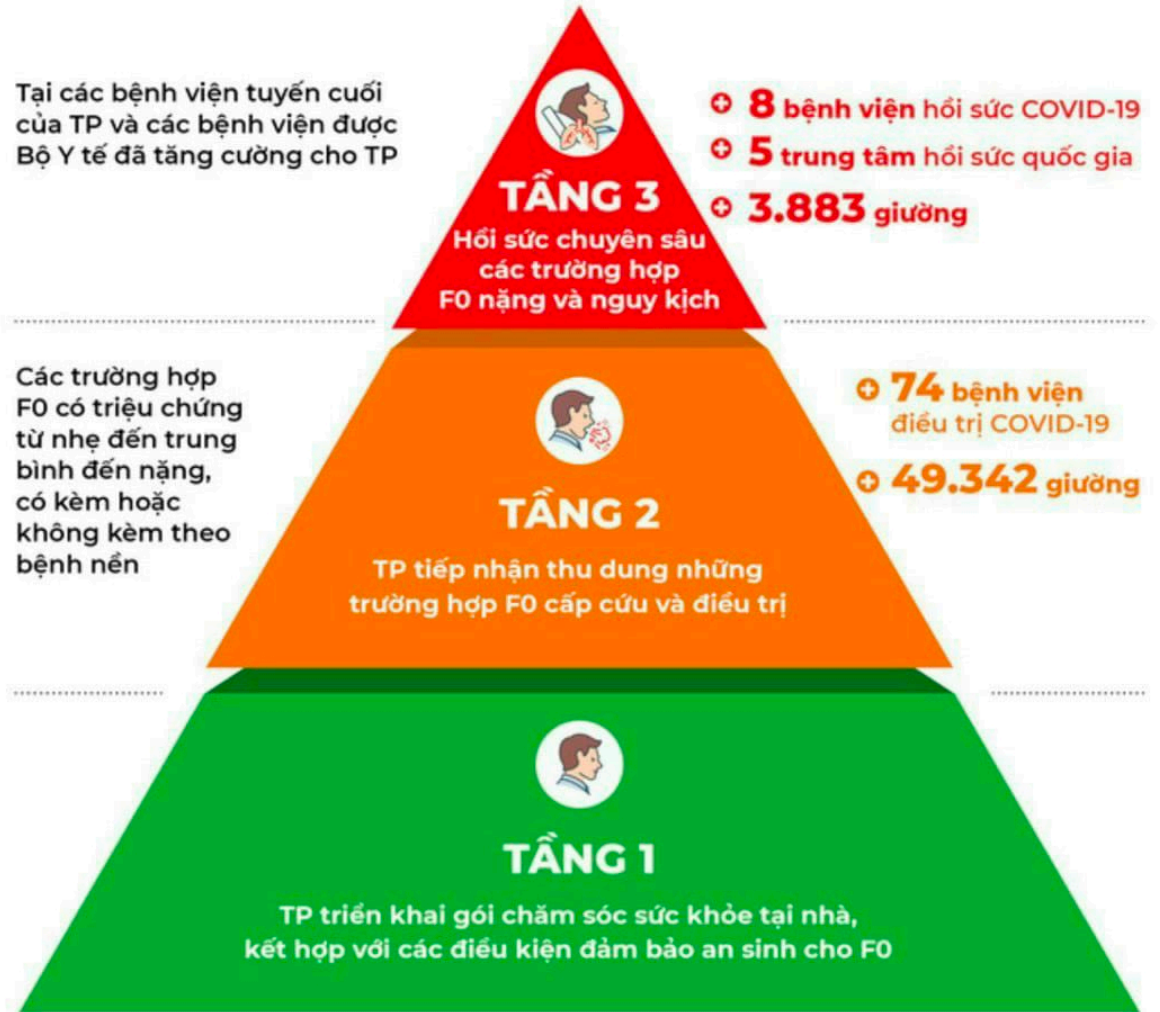 Tại các bệnh viện tuyến cuối
của TP và các bệnh viện được
Bộ Y tế đã tăng cường cho TP
TẦNG 3
Hồi sức chuyên sâu
các trường hợp
F0 nặng và nguy kịch
8 bệnh viện hồi sức COVID-19
5 trung tâm hồi sức quốc gia
3.883 giường
Các trường hợp
F0 có triệu chứng
từ nhẹ đến trung
bình đến nặng,
có kèm hoặc
không kèm theo
bệnh nền
TẦNG 2
TP tiếp nhận thu dung những
trường hợp F0 cấp cứu và điều trị
74 bệnh viện
điều trị COVID-19
49.342 giường
TẦNG 1
TP triển khai gói chăm sóc sức khỏe tại nhà,
kết hợp với các điều kiện đảm bảo an sinh cho F0